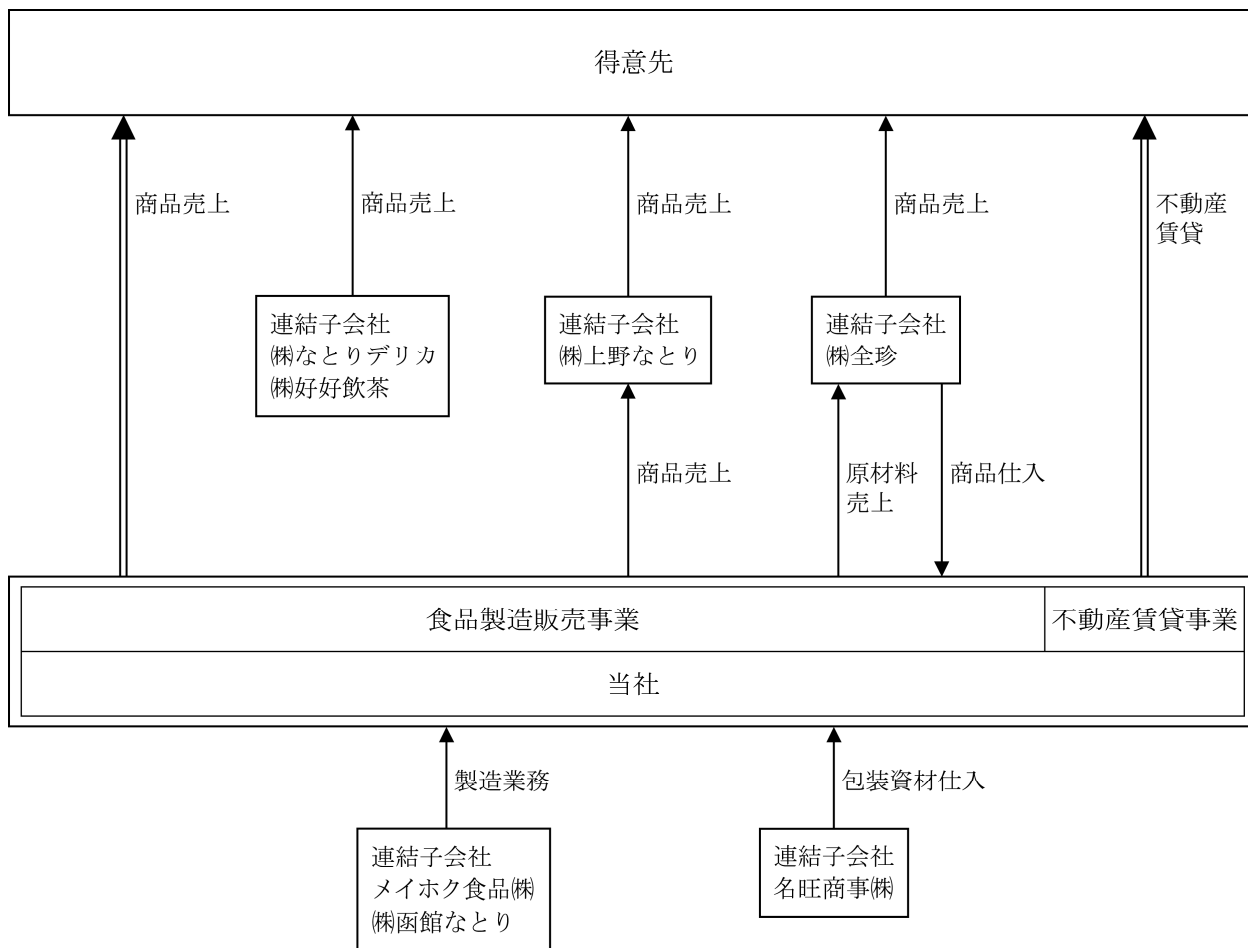 得意先
商品売上
商品売上
商品売上
商品売上
不動産
賃貸
連結子会社
㈱なとりデリカ
㈱好好飲茶
連結子会社
㈱上野なとり
連結子会社
㈱全珍
商品売上
原材料
売上
商品仕入
食品製造販売事業
不動産賃貸事業
当社
製造業務
包装資材仕入
連結子会社
メイホク食品㈱
㈱函館なとり
連結子会社
名旺商事㈱